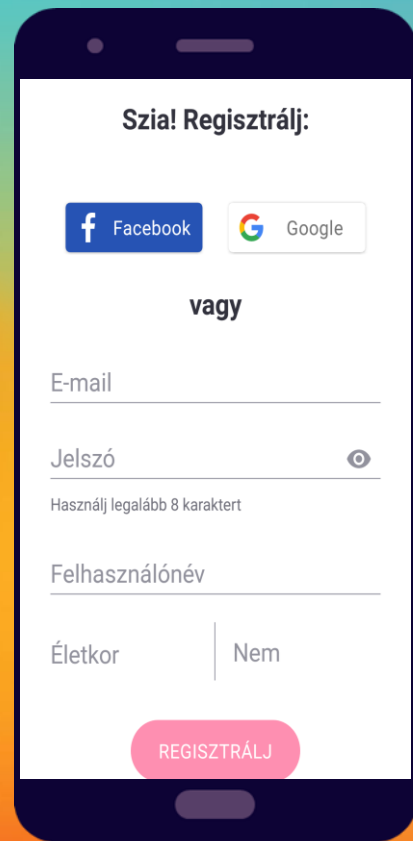 Szia! Regisztrálj:
Facebook Google
vagy
E-mail
Jelszó
Használj legalább 8 karaktert
Felhasználónév
Életkor Nem
REGISZTRÁLJ